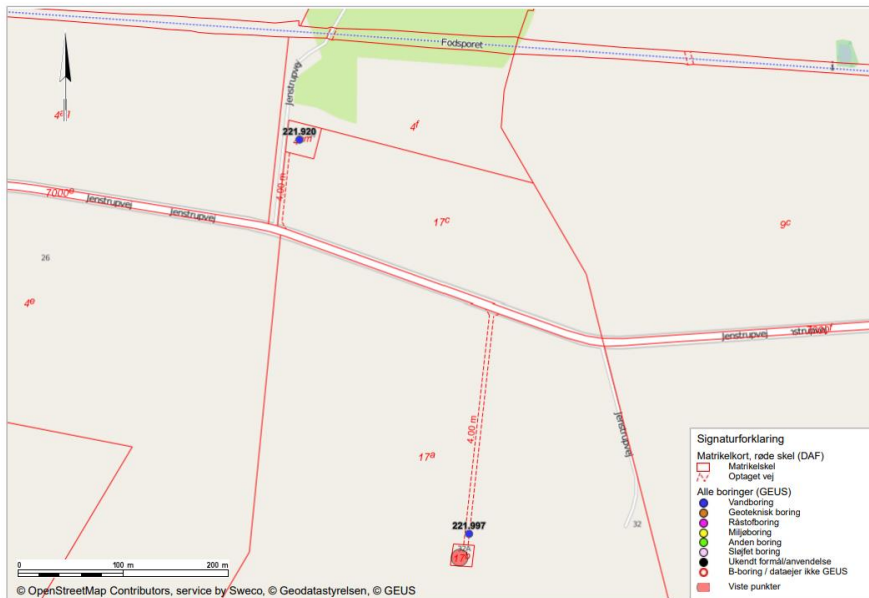 Fodsporet
Jenstrupvej
221.920
4f
4,00 m
7000
Jenstrupvej
Jenstrupvej
17c
9c
26
4e
Jenstrupvej
Jenstrupvej
4,00 m
17a
221.997
32
0 100 m 200 m
© OpenStreetMap Contributors, service by Sweco, © Geodatastyrelsen, © GEUS
Signaturforklaring
Matrikelkort, røde skel (DAF)
Matrikelskel
Optaget vej
Alle boringer (GEUS)
Vandboring
Geoteknisk boring
Råstofboring
Miljøboring
Anden boring
Sløjfet boring
Ukendt formål/anvendelse
B-boring / dataejer ikke GEUS
Viste punkter